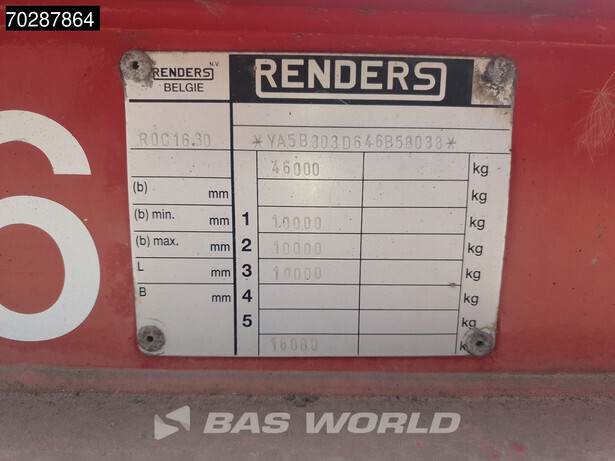 70287864
N.V.
RENDERS RENDERS
BELGIE
ROC16.30 *YA5B303D646B58038*
46000 kg
(b) mm kg
(b) min. mm 1 10000 kg
(b) max. mm 2 10000 kg
L mm 3 10000 kg
B mm 4 kg
5 kg
16000 k
6
BAS WORLD